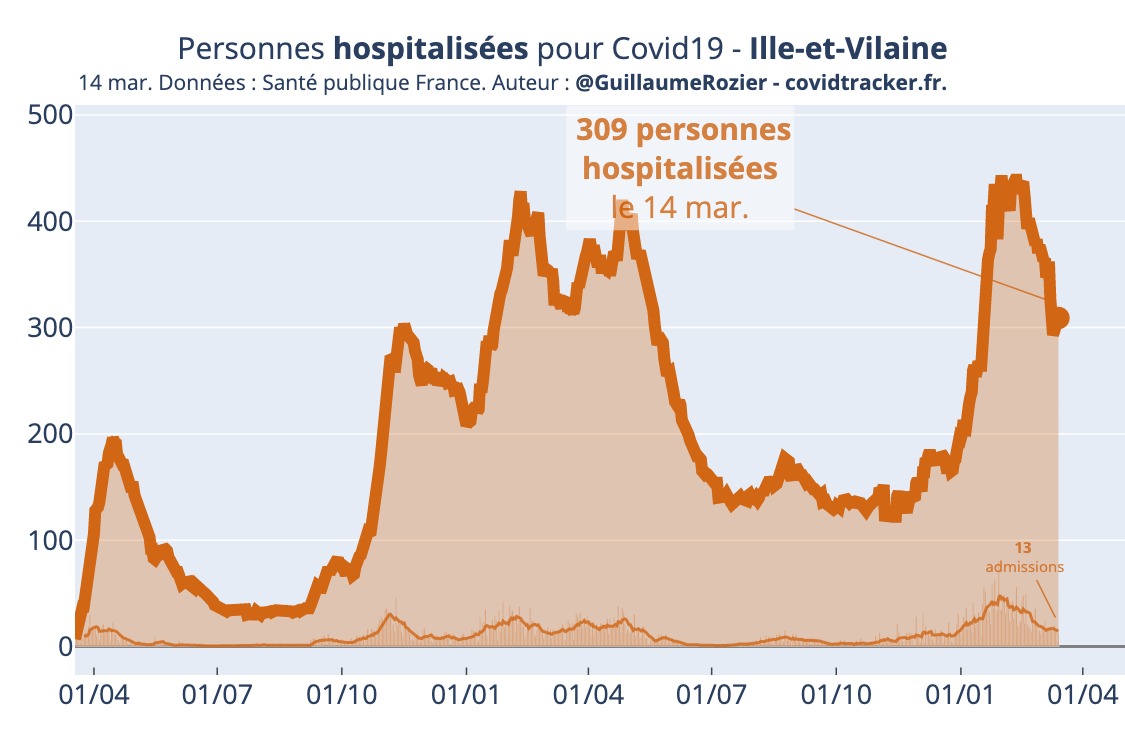 Personnes hospitalisées pour Covid19 - Ille-et-Vilaine
14 mar. Données : Santé publique France. Auteur : @GuillaumeRozier - covidtracker.fr.
500
309 personnes
hospitalisées
le 14 mar.
400
300
200
100
13
admissions
0
01/04 01/07 01/10 01/01 01/04 01/07 01/10 01/01 01/04